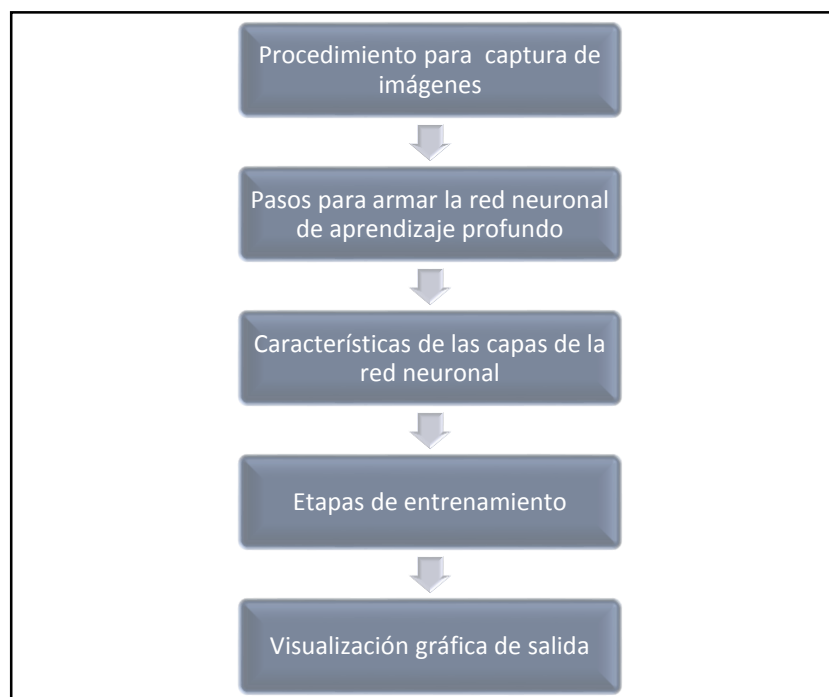 Procedimiento para captura de
imágenes
Pasos para armar la red neuronal
de aprendizaje profundo
Carácterísticas de las capas de la
red neuronal
Etapas de entrenamiento
Visualización gráfica de salida